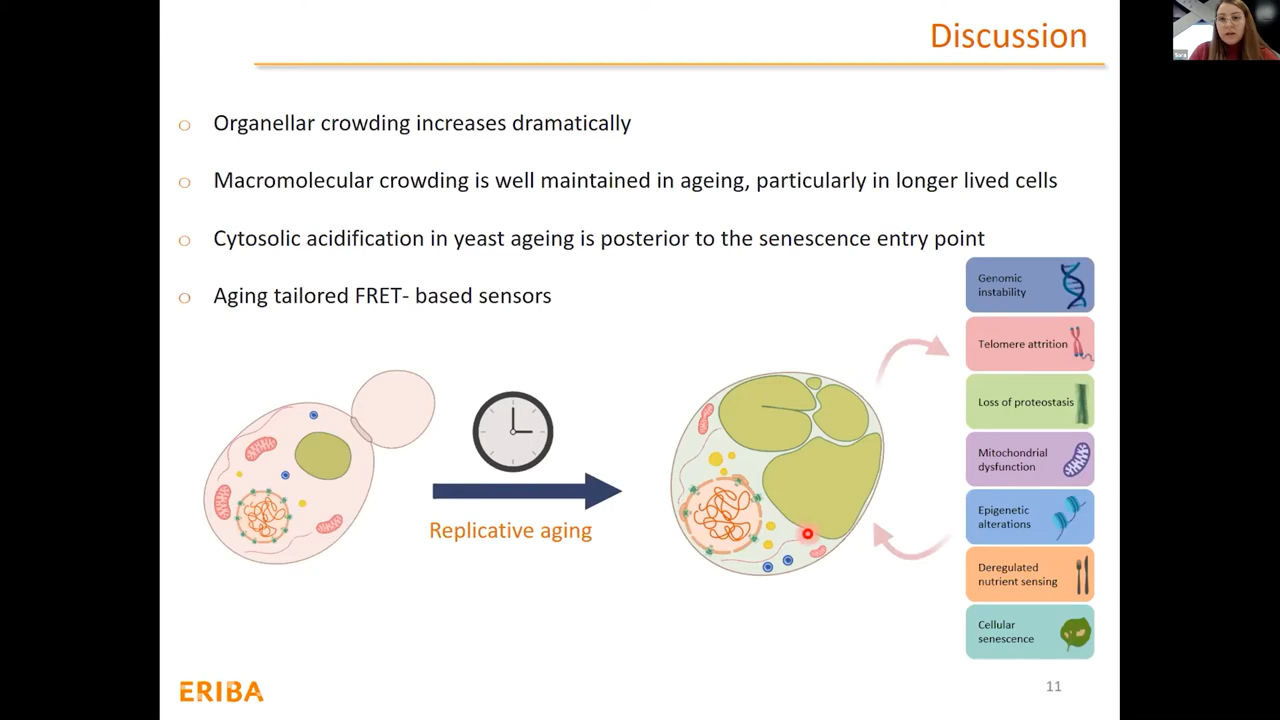 Discussion
Organellar crowding increases dramatically
Macromolecular crowding is well maintained in ageing, particularly in longer lived cells
Cytosolic acidification in yeast ageing is posterior to the senescence entry point
Aging tailored FRET- based sensors
Replicative aging
Genomic
instability
Telomere attrition
Loss of proteostasis
Mitochondrial
dysfunction
Epigenetic
alterations
Deregulated
nutrient sensing
Cellular
senescence
ERIBA
11
Sara